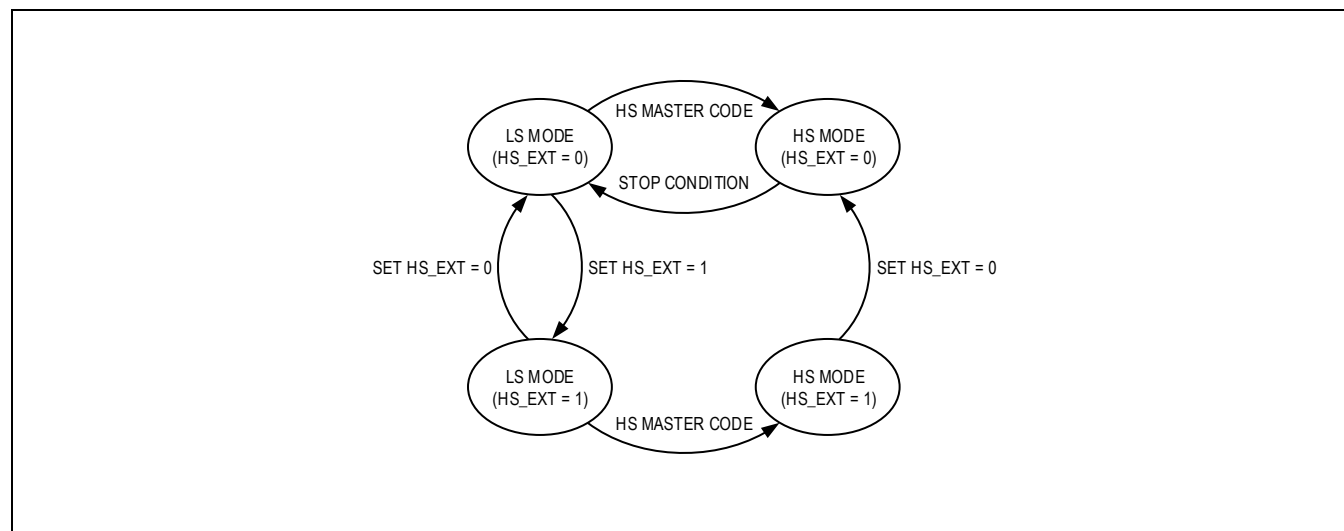 HS MASTER CODE
LS MODE
(HS_EXT = 0)
HS MODE
(HS_EXT = 0)
STOP CONDITION
SET HS_EXT = 0
SET HS_EXT = 1
SET HS_EXT = 0
LS MODE
(HS_EXT = 1)
HS MODE
(HS_EXT = 1)
HS MASTER CODE